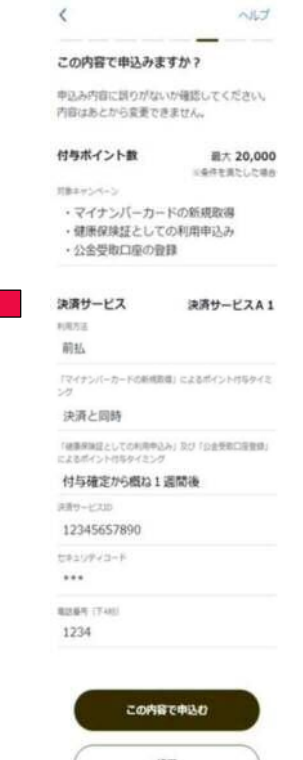 ヘルプ
この内容で申込みますか？
申込み内容に誤りがないか確認してください。
内容はあとから変更できません。
付与ポイント数 最大 20,000
※条件を満たした場合
対象キャンペーン
・マイナンバーカードの新規取得
・健康保険証としての利用申込み
・公金受取口座の登録
決済サービス 決済サービスA 1
利用方法
前払
「マイナンバーカードの新規取得」によるポイント付与タイミ
ング
決済と同時
「健康保険証としての利用申込み」及び「公金受取口座登録」
によるポイント付与タイミング
付与確定から概ね１週間後
決済サービスID
12345657890
セキュリティコード
***
電話番号（下4桁）
1234
この内容で申込む